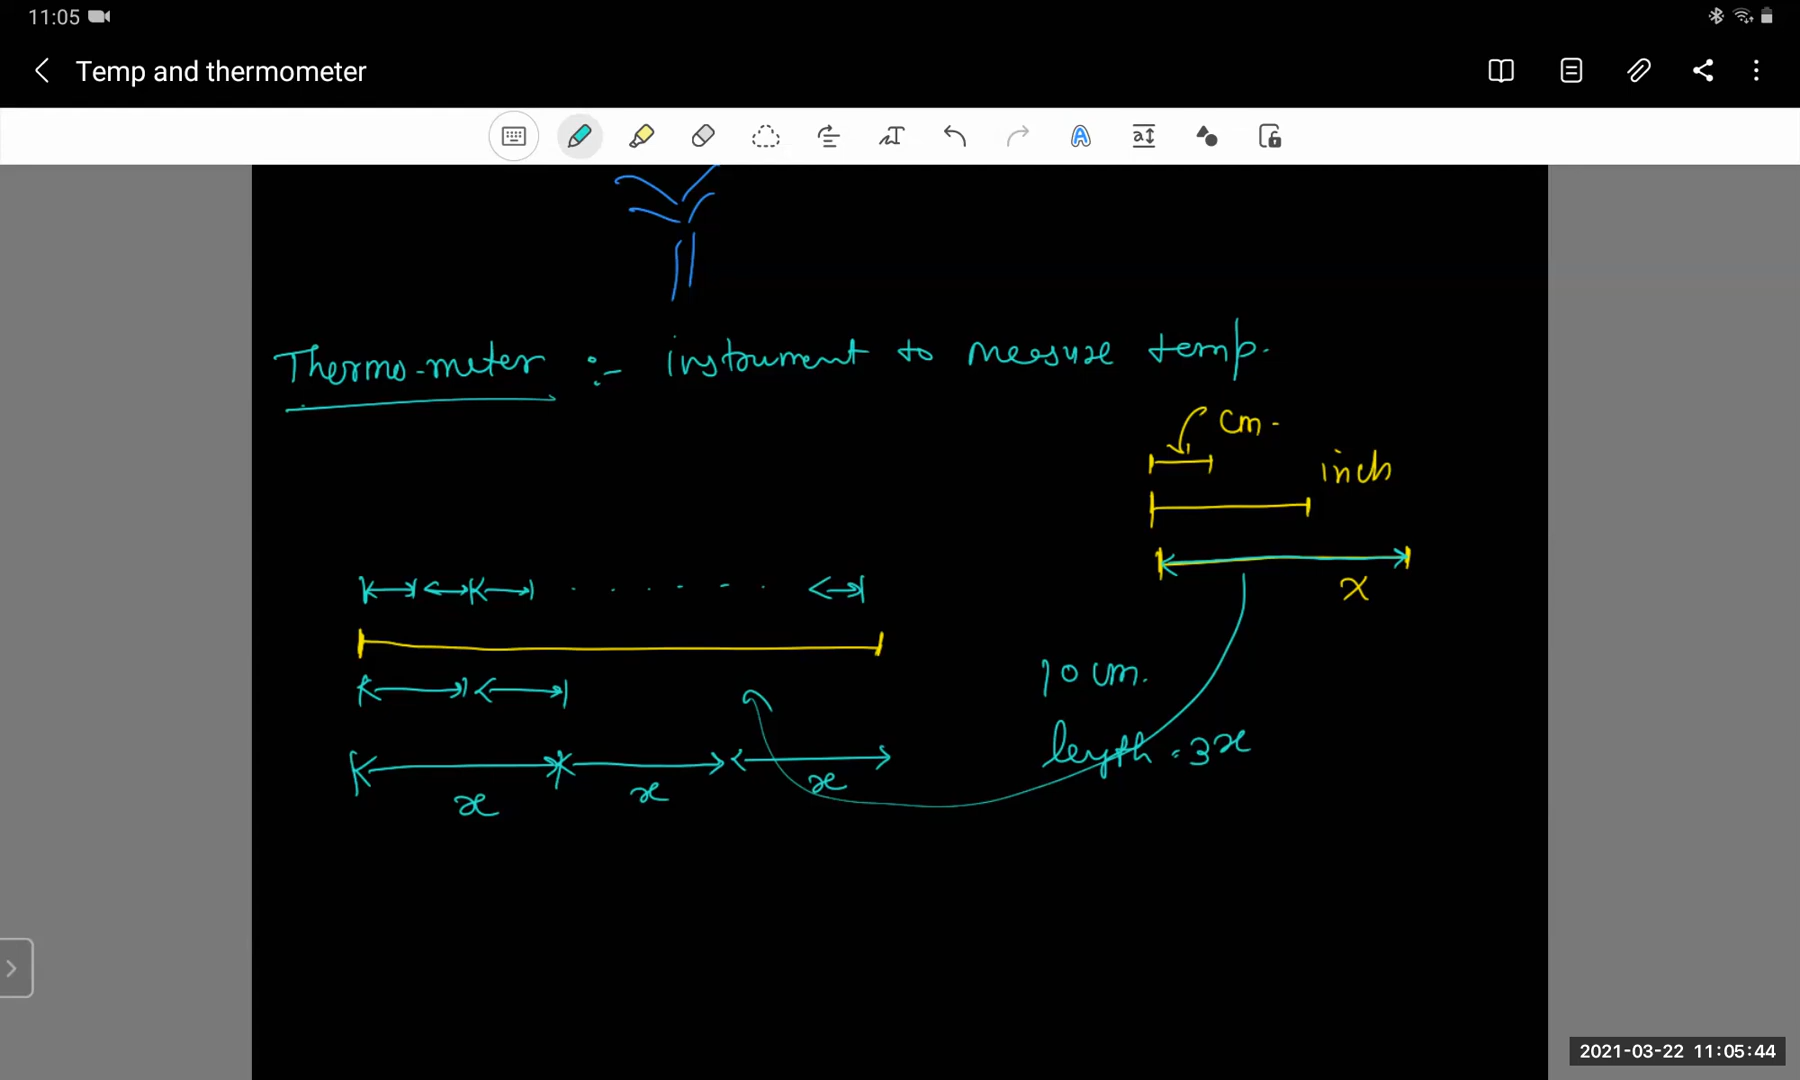 11:05
Temp and thermometer
Thermo-meter :- instrument to measure temp.
cm.
inch
x
10 cm.
length = 3x
x x x
2021-03-22 11:05:44